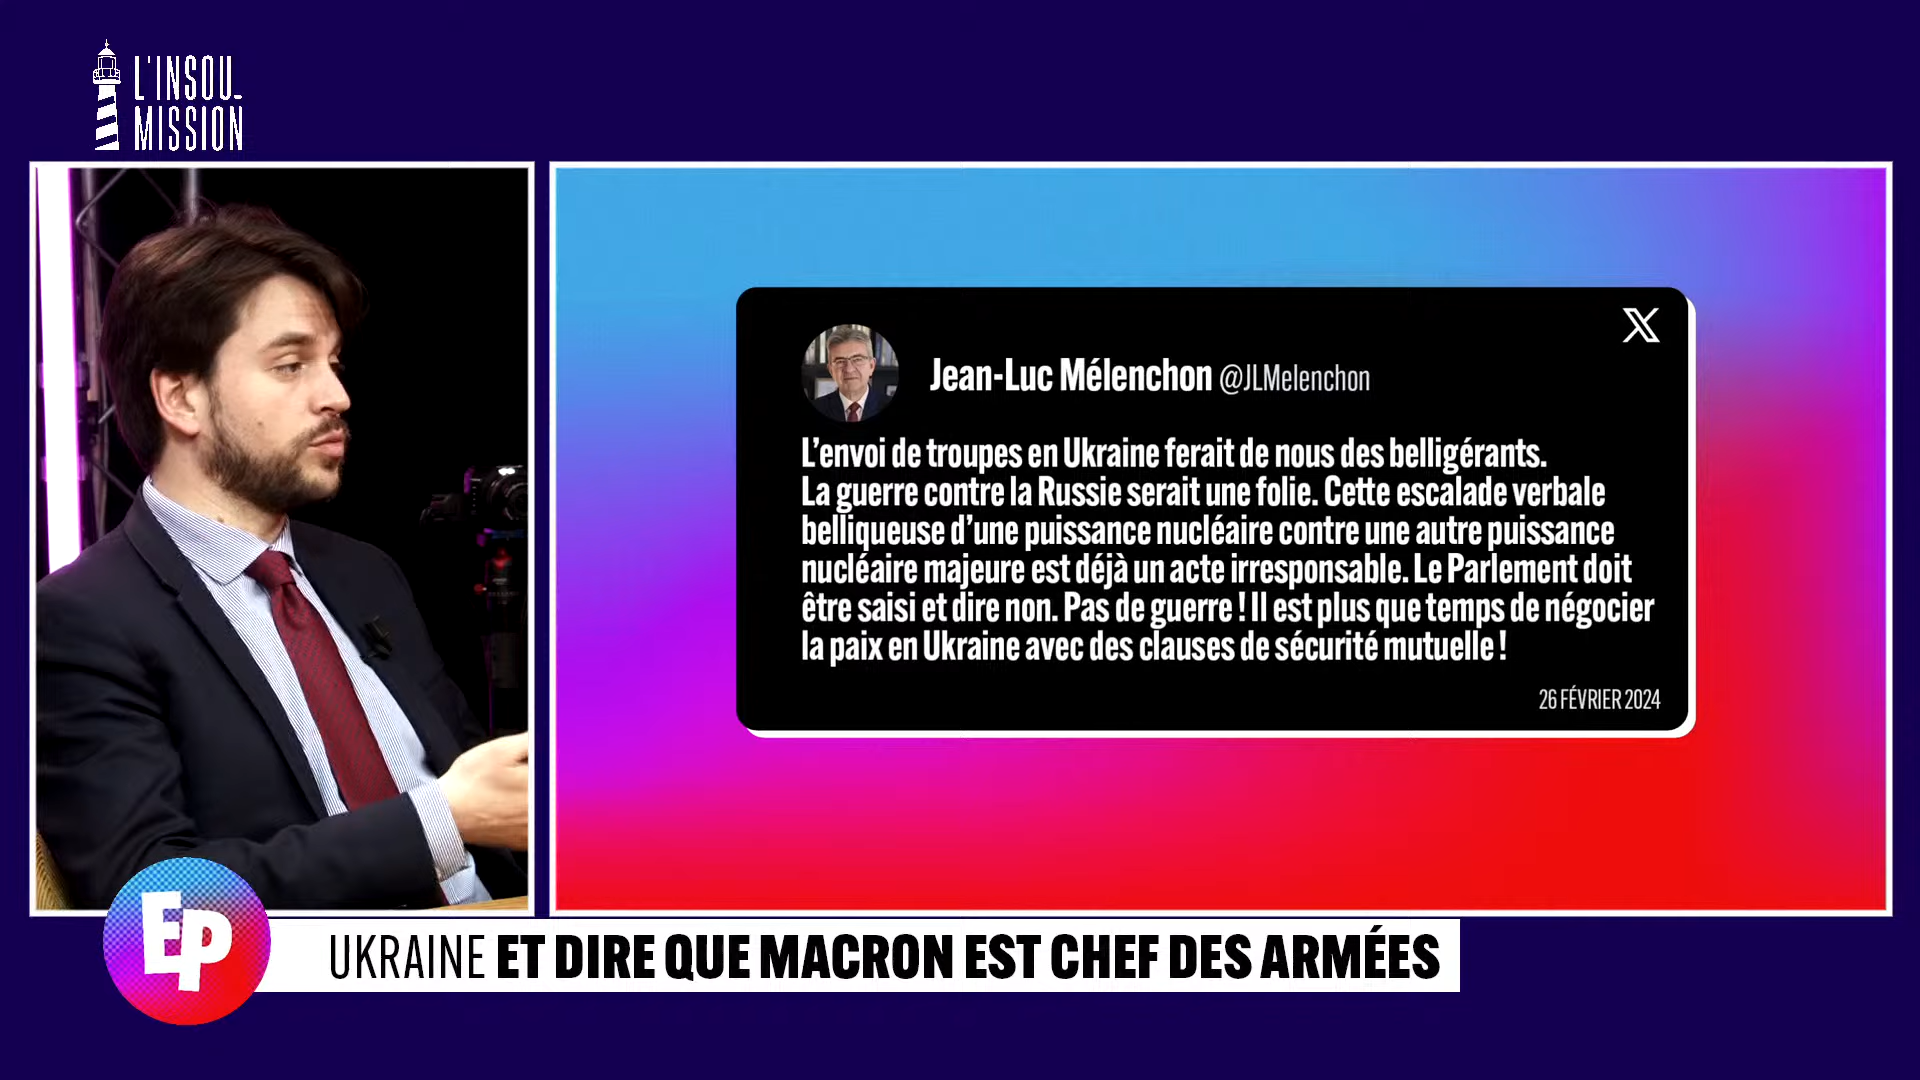 L'INSOU_
MISSION
Jean-Luc Mélenchon @JLMelenchon
L'envoi de troupes en Ukraine ferait de nous des belligérants.
La guerre contre la Russie serait une folie. Cette escalade verbale
belliqueuse d'une puissance nucléaire contre une autre puissance
nucléaire majeure est déjà un acte irresponsable. Le Parlement doit
être saisi et dire non. Pas de guerre ! Il est plus que temps de négocier
la paix en Ukraine avec des clauses de sécurité mutuelle !
26 FÉVRIER 2024
EP
UKRAINE ET DIRE QUE MACRON EST CHEF DES ARMÉES